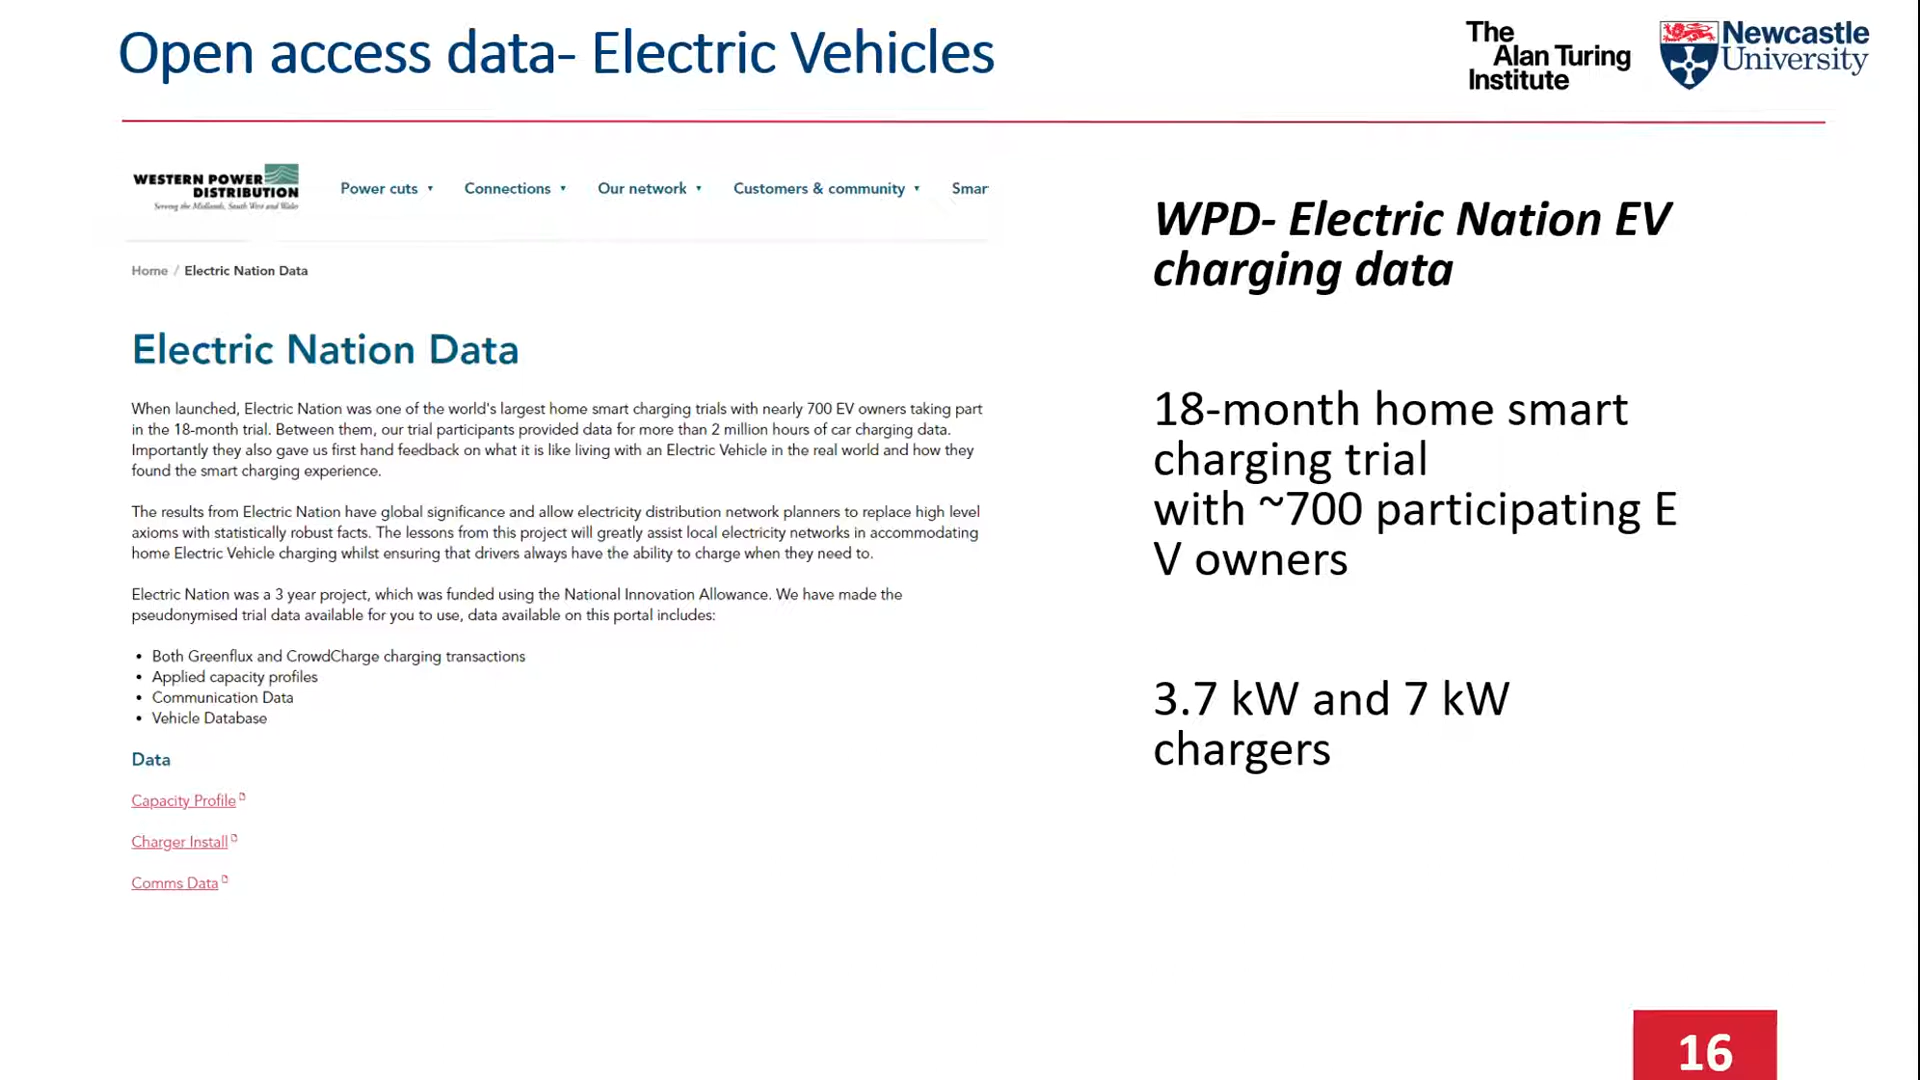 Open access data- Electric Vehicles
The
Alan Turing
Institute
Newcastle
University
WESTERN POWER
DISTRIBUTION
Serving the Midlands, South West and Wales
Power cuts
Connections
Our network
Customers & community
Smar
Home / Electric Nation Data
Electric Nation Data
When launched, Electric Nation was one of the world's largest home smart charging trials with nearly 700 EV owners taking part
in the 18-month trial. Between them, our trial participants provided data for more than 2 million hours of car charging data.
Importantly they also gave us first hand feedback on what it is like living with an Electric Vehicle in the real world and how they
found the smart charging experience.
The results from Electric Nation have global significance and allow electricity distribution network planners to replace high level
axioms with statistically robust facts. The lessons from this project will greatly assist local electricity networks in accommodating
home Electric Vehicle charging whilst ensuring that drivers always have the ability to charge when they need to.
Electric Nation was a 3 year project, which was funded using the National Innovation Allowance. We have made the
pseudonymised trial data available for you to use, data available on this portal includes:
• Both Greenflux and CrowdCharge charging transactions
• Applied capacity profiles
• Communication Data
• Vehicle Database
Data
Capacity Profile
Charger Install
Comms Data
WPD- Electric Nation EV
charging data
18-month home smart
charging trial
with ~700 participating E
V owners
3.7 kW and 7 kW
chargers
16